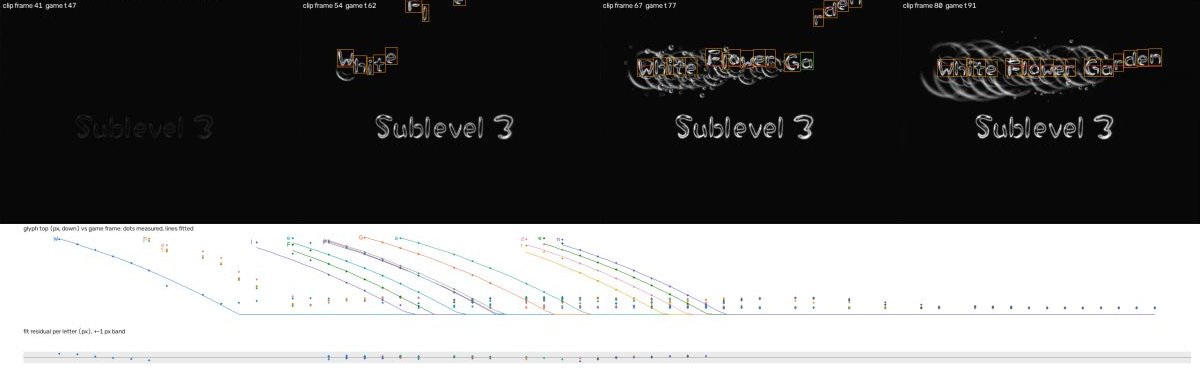 clip frame 41 game t 47
clip frame 54 game t 62
clip frame 67 game t 77
clip frame 80 game t 91
White
White Flower Ga
rden
White Flower Garden
Sublevel 3
Sublevel 3
Sublevel 3
Sublevel 3
glyph top (px, down) vs game frame: dots measured, lines fitted
fit residual per letter (px), +-1 px band